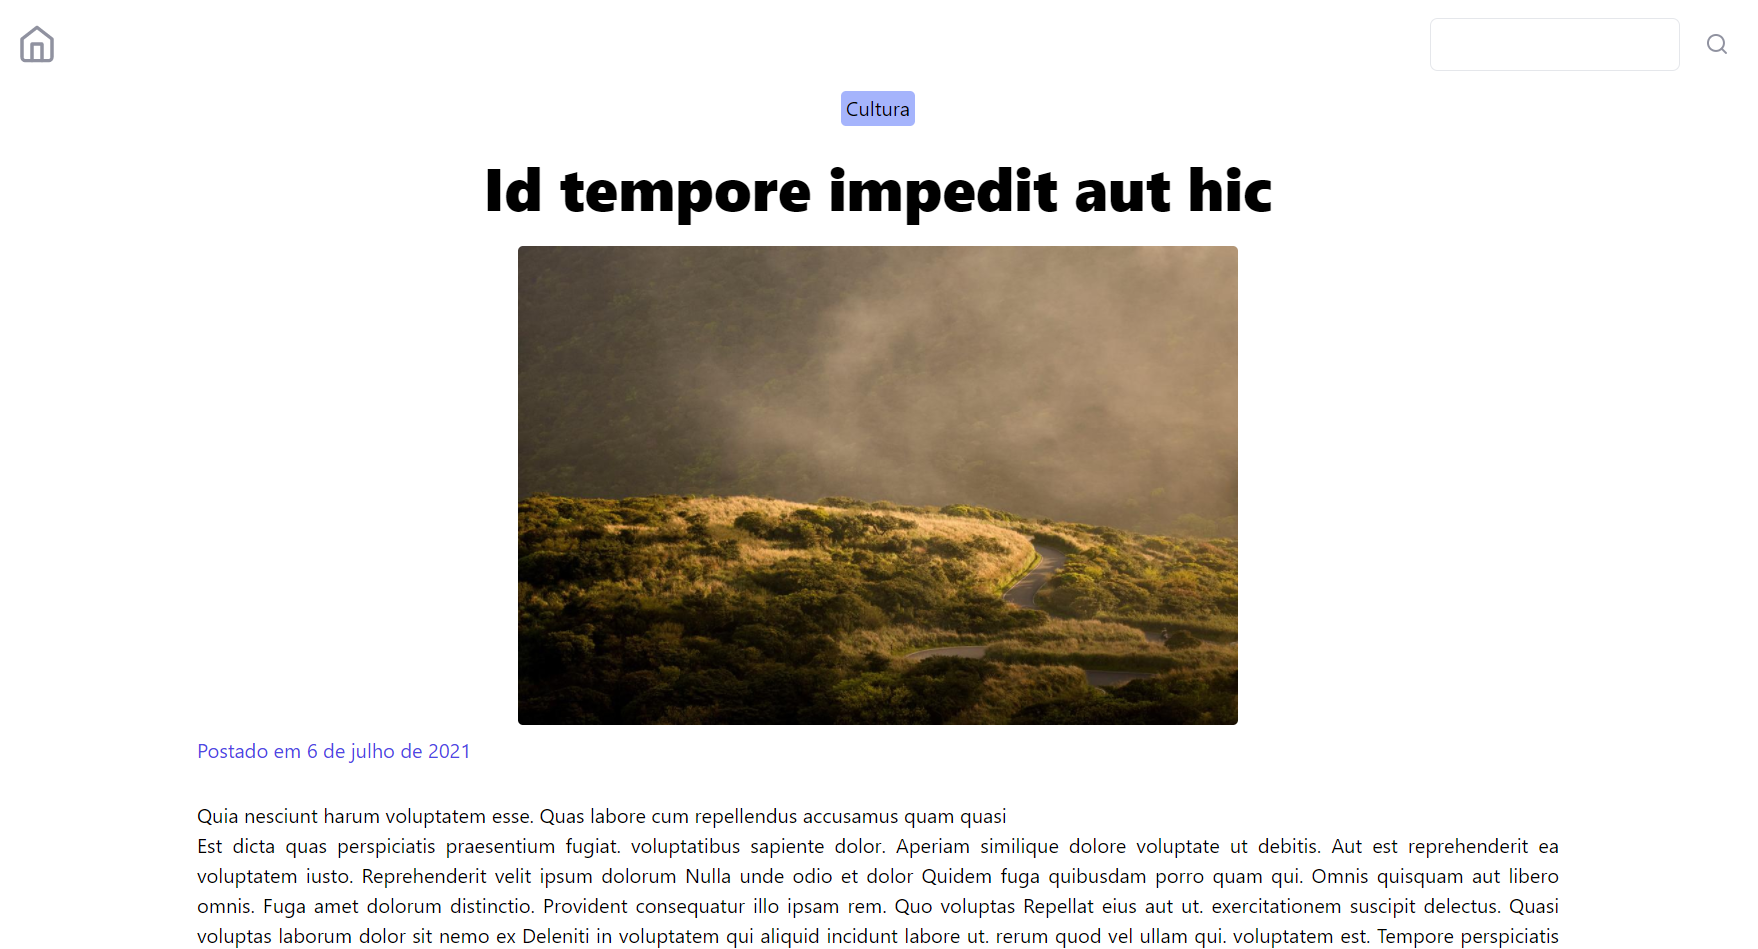 Cultura
Id tempore impedit aut hic
Postado em 6 de julho de 2021
Quia nesciunt harum voluptatem esse. Quas labore cum repellendus accusamus quam quasi
Est dicta quas perspiciatis praesentium fugiat. voluptatibus sapiente dolor. Aperiam similique dolore voluptate ut debitis. Aut est reprehenderit ea
voluptatem iusto. Reprehenderit velit ipsum dolorum Nulla unde odio et dolor Quidem fuga quibusdam porro quam qui. Omnis quisquam aut libero
omnis. Fuga amet dolorum distinctio. Provident consequatur illo ipsam rem. Quo voluptas Repellat eius aut ut. exercitationem suscipit delectus. Quasi
voluptas laborum dolor sit nemo ex Deleniti in voluptatem qui aliquid incidunt labore ut. rerum quod vel ullam qui. voluptatem est. Tempore perspiciatis